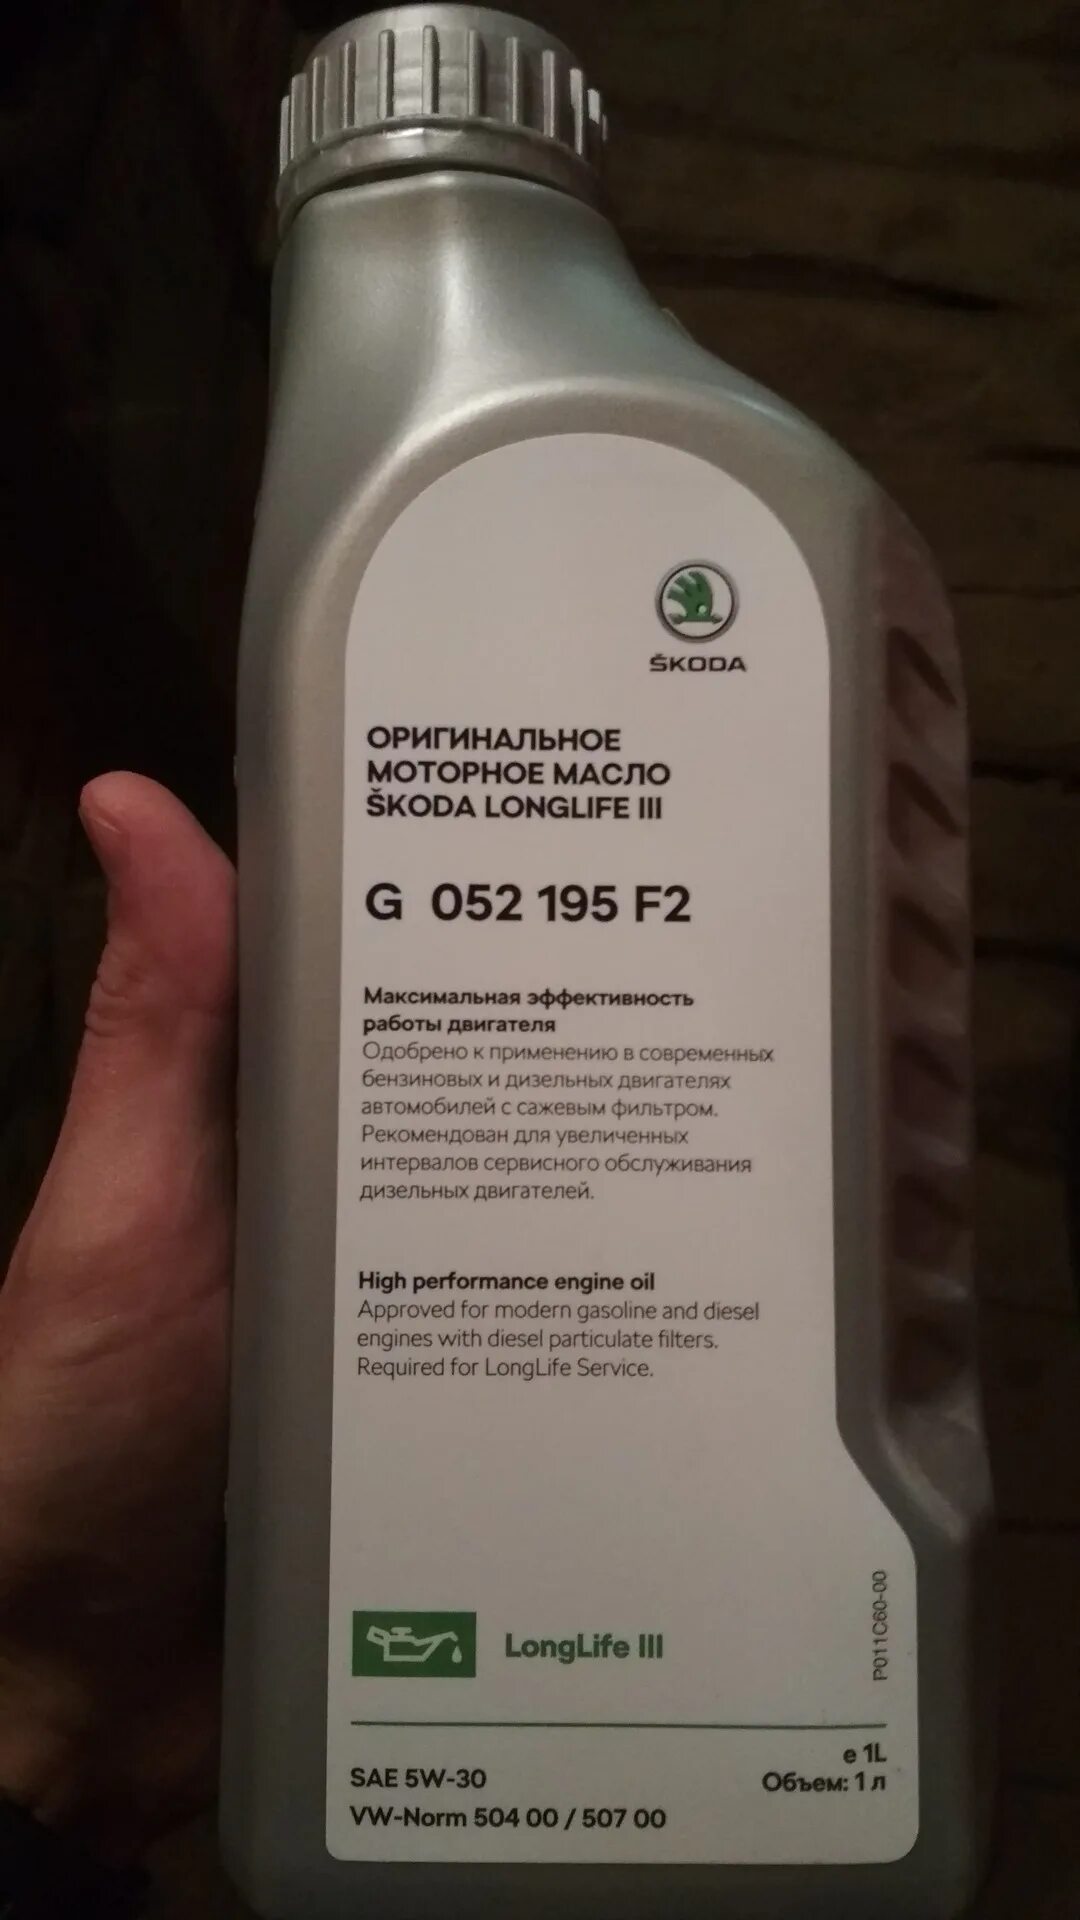 ŠKODA
ОРИГИНАЛЬНОЕ
МОТОРНОЕ МАСЛО
ŠKODA LONGLIFE III
G 052 195 F2
Максимальная эффективность
работы двигателя
Одобрено к применению в современных
бензиновых и дизельных двигателях
автомобилей с сажевым фильтром.
Рекомендован для увеличенных
интервалов сервисного обслуживания
дизельных двигателей.
High performance engine oil
Approved for modern gasoline and diesel
engines with diesel particulate filters.
Required for LongLife Service.
P011C60-00
LongLife III
e 1L
SAE 5W-30
Объем: 1 л
VW-Norm 504 00 / 507 00